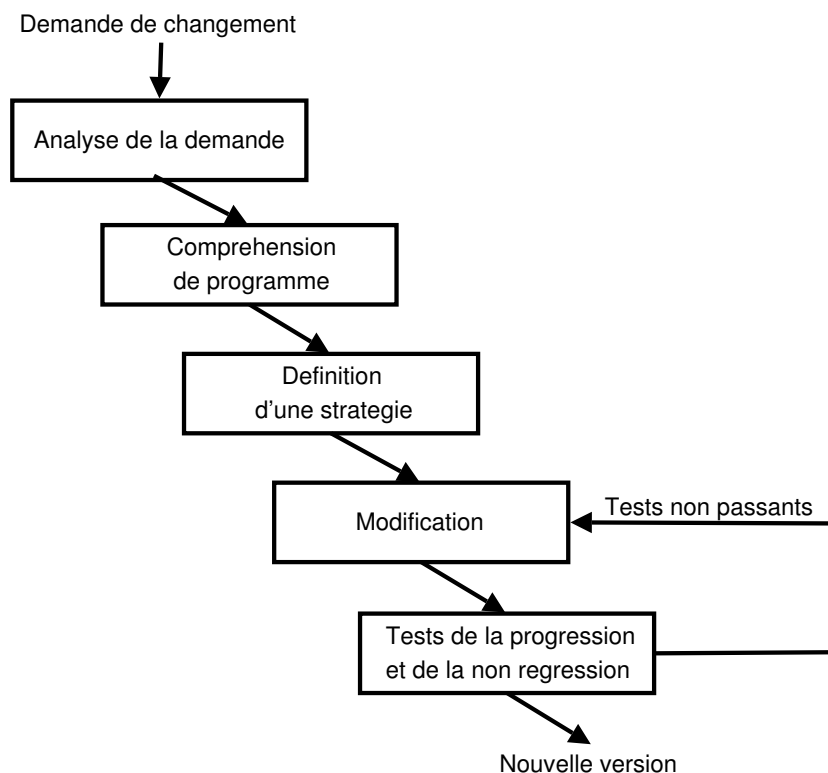 Demande de changement
Analyse de la demande
Comprehension
de programme
Definition
d'une strategie
Modification
Tests non passants
Tests de la progression
et de la non regression
Nouvelle version